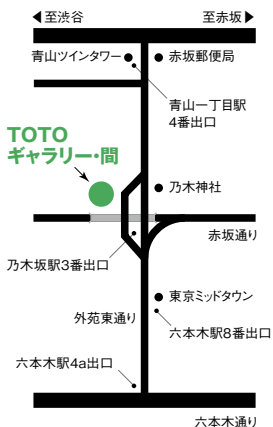 ◀至渋谷
至赤坂▶
青山ツインタワー
赤坂郵便局
青山一丁目駅
4番出口
TOTO
ギャラリー・間
乃木神社
赤坂通り
乃木坂駅3番出口
東京ミッドタウン
外苑東通り
六本木駅8番出口
六本木駅4a出口
六本木通り